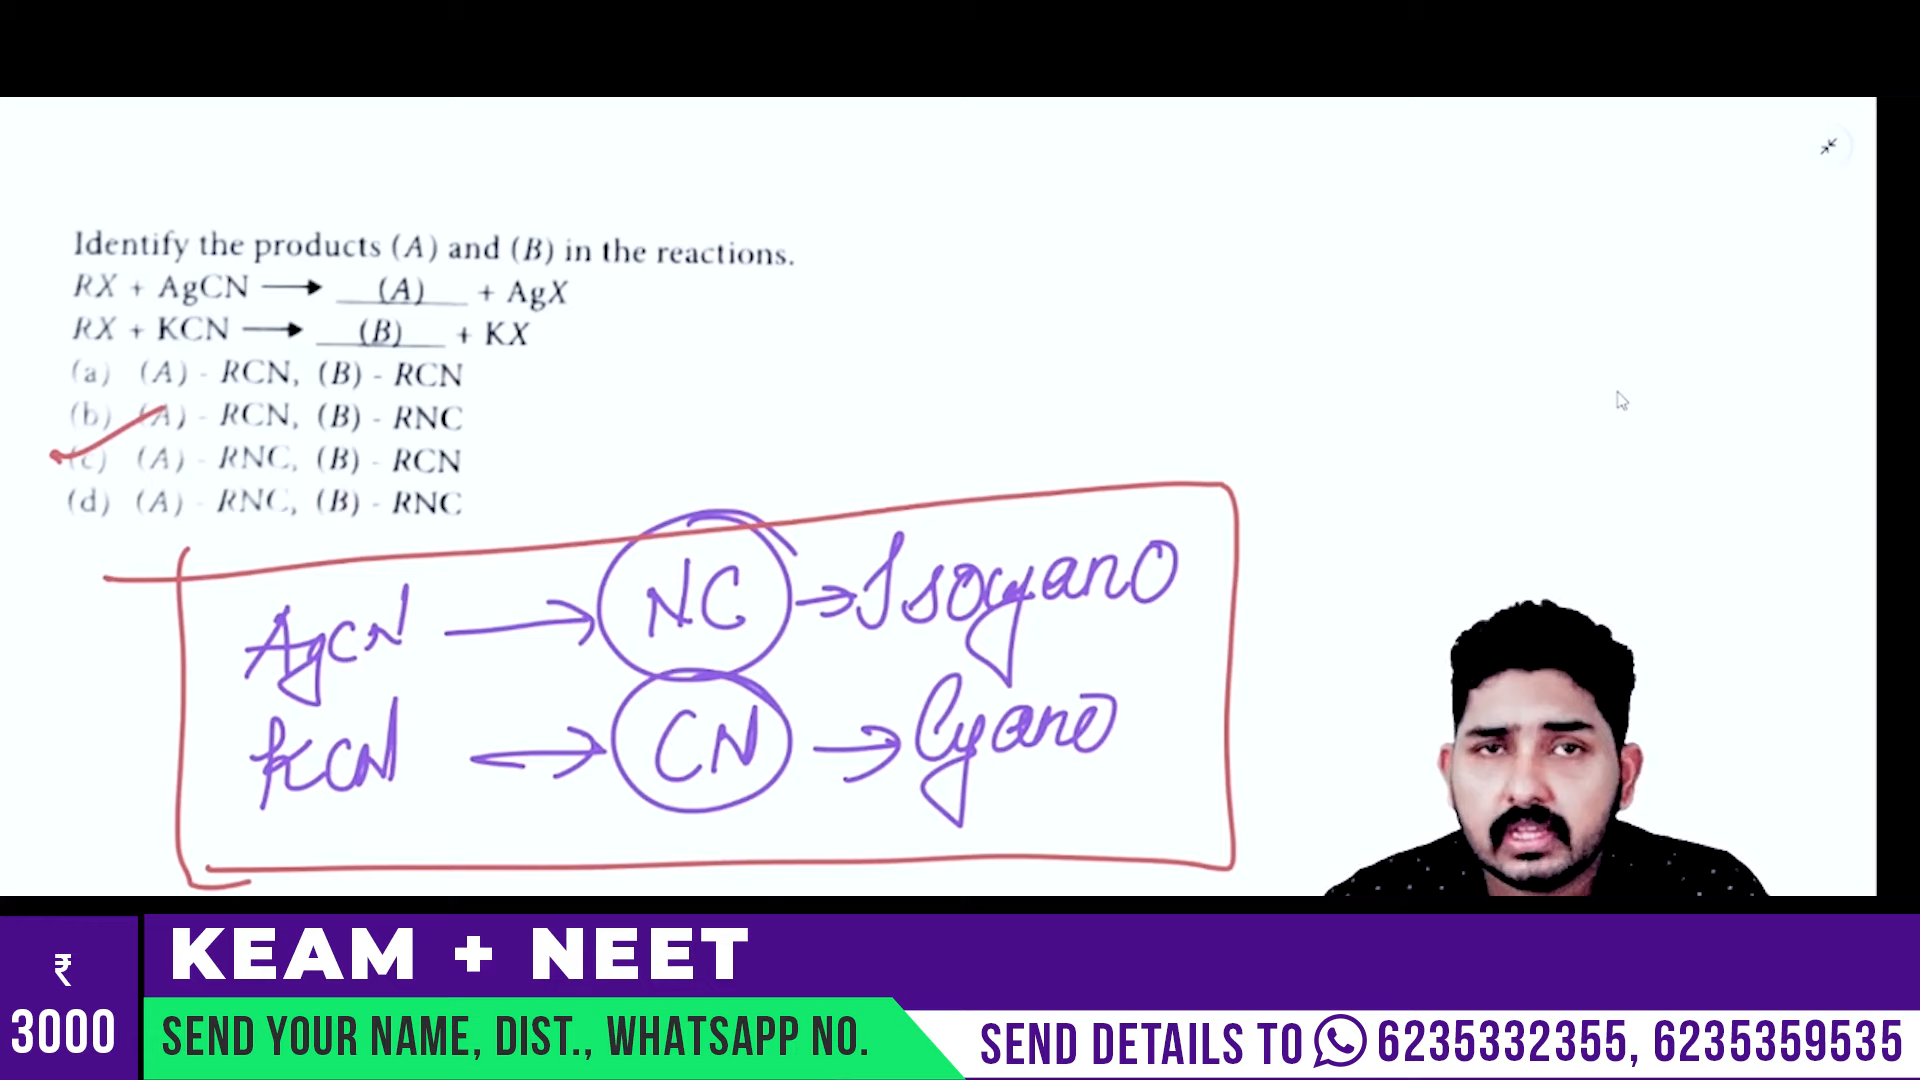 Identify the products (A) and (B) in the reactions.
RX + AgCN ⟶ (A) + AgX
RX + KCN ⟶ (B) + KX
(a) (A) - RCN, (B) - RCN
(b) (A) - RCN, (B) - RNC
(c) (A) - RNC, (B) - RCN
(d) (A) - RNC, (B) - RNC
AgCN → NC → Isocyano
KCN → CN → Cyano
₹
3000
KEAM + NEET
SEND YOUR NAME, DIST., WHATSAPP NO.
SEND DETAILS TO 6235332355, 6235359535